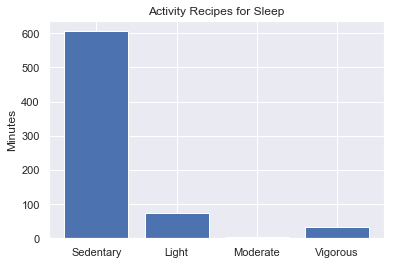 Activity Recipes for Sleep
Minutes
600
500
400
300
200
100
0
Sedentary
Light
Moderate
Vigorous